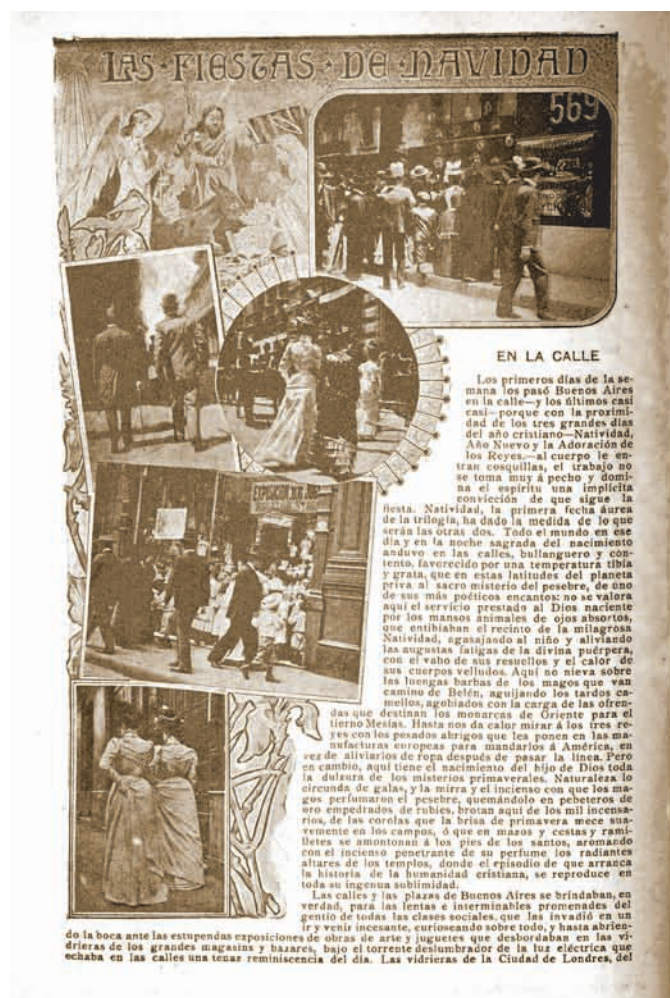 LAS FIESTAS DE NAVIDAD
569
EXPOSICIÓN DE JUG
EN LA CALLE
Los primeros días de la se-
mana los pasó Buenos Aires
en la calle—y los últimos casi
casi—porque con la proximi-
dad de los tres grandes días
del año cristiano—Natividad,
Año Nuevo y la Adoración de
los Reyes,—al cuerpo le en-
tran cosquillas, el trabajo no
se toma muy á pecho y domi-
na el espíritu una implícita
convicción de que sigue la
fiesta. Natividad, la primera fecha áurea
de la trilogía, ha dado la medida de lo que
serán las otras dos. Todo el mundo en ese
día y en la noche sagrada del nacimiento
anduvo en las calles, bullanguero y con-
tento, favorecido por una temperatura tibia
y grata, que en estas latitudes del planeta
priva al sacro misterio del pesebre, de uno
de sus más poéticos encantos: no se valora
aquí el servicio prestado al Dios naciente
por los mansos animales de ojos absortos,
que entibiaban el recinto de la milagrosa
Natividad, agasajando al niño y aliviando
las augustas fatigas de la divina puérpera,
con el vaho de sus resuellos y el calor de
sus cuerpos velludos. Aquí no nieva sobre
las luengas barbas de los magos que van
camino de Belén, aguijando los tardos ca-
mellos, agobiados con la carga de las ofren-
das que destinan los monarcas de Oriente para el
tierno Mesías. Hasta nos da calor mirar á los tres re-
yes con los pesados abrigos que les ponen en las ma-
nufacturas europeas para mandarlos á América, en
vez de aliviarlos de ropa después de pasar la línea. Pero
en cambio, aquí tiene el nacimiento del hijo de Dios toda
la dulzura de los misterios primaverales. Naturaleza lo
circunda de galas, y la mirra y el incienso con que los ma-
gos perfumaron el pesebre, quemándolo en pebeteros de
oro empedrados de rubíes, brotan aquí de los mil incensa-
rios, de las corolas que la brisa de primavera mece sua-
vemente en los campos, ó que en mazos y cestas y rami-
lletes se amontonan á los pies de los santos, aromando
con el incienso penetrante de su perfume los radiantes
altares de los templos, donde el episodio de que arranca
la historia de la humanidad cristiana, se reproduce en
toda su ingenua sublimidad.
Las calles y las plazas de Buenos Aires se brindaban, en
verdad, para las lentas e interminables promenades del
gentío de todas las clases sociales, que las invadió en un
ir y venir incesante, curioseando sobre todo, y hasta abrien-
do la boca ante las estupendas exposiciones de obras de arte y juguetes que desbordaban en las vi-
drieras de los grandes magasins y bazares, bajo el torrente deslumbrador de la luz eléctrica que
echaba en las calles una tenaz reminiscencia del día. Las vidrieras de la Ciudad de Londres, del